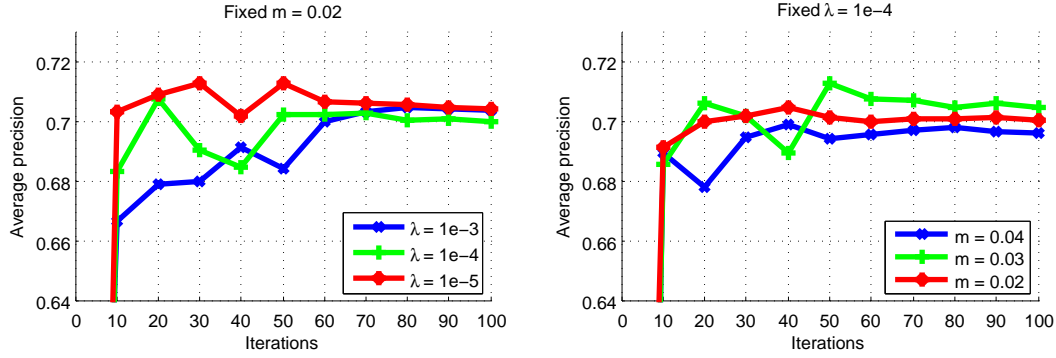 Fixed m = 0.02
Average precision
0.72
0.7
0.68
0.66
0.64
0 10 20 30 40 50 60 70 80 90 100
Iterations
λ = 1e−3
λ = 1e−4
λ = 1e−5
Fixed λ = 1e−4
Average precision
0.72
0.7
0.68
0.66
0.64
0 10 20 30 40 50 60 70 80 90 100
Iterations
m = 0.04
m = 0.03
m = 0.02